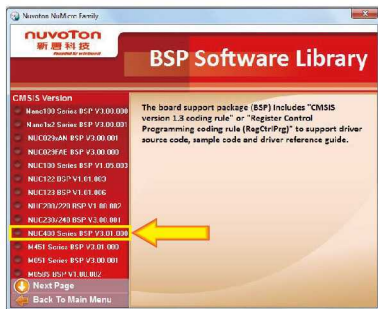 Nuvoton NuMicro Family
nuvoTon
新唐科技
BSP Software Library
CMSIS Version
Nano100 Series BSP V3.00.000
Nano1x2 Series BSP V3.00.001
NUC029xAN BSP V3.00.001
NUC029FAE BSP V3.00.000
NUC100 Series BSP V1.05.003
NUC122 BSP V1.01.003
NUC123 BSP V1.01.006
NUC200/220 BSP V1.00.002
NUC230/240 BSP V3.00.001
NUC400 Series BSP V3.01.000
M451 Series BSP V3.01.000
M051 Series BSP V3.00.001
M058S BSP V1.00.002
Next Page
Back To Main Menu
The board support package (BSP) includes "CMSIS
version 1.3 coding rule" or "Register Control
Programming coding rule (RegCtrlPrg)" to support driver
source code, sample code and driver reference guide.